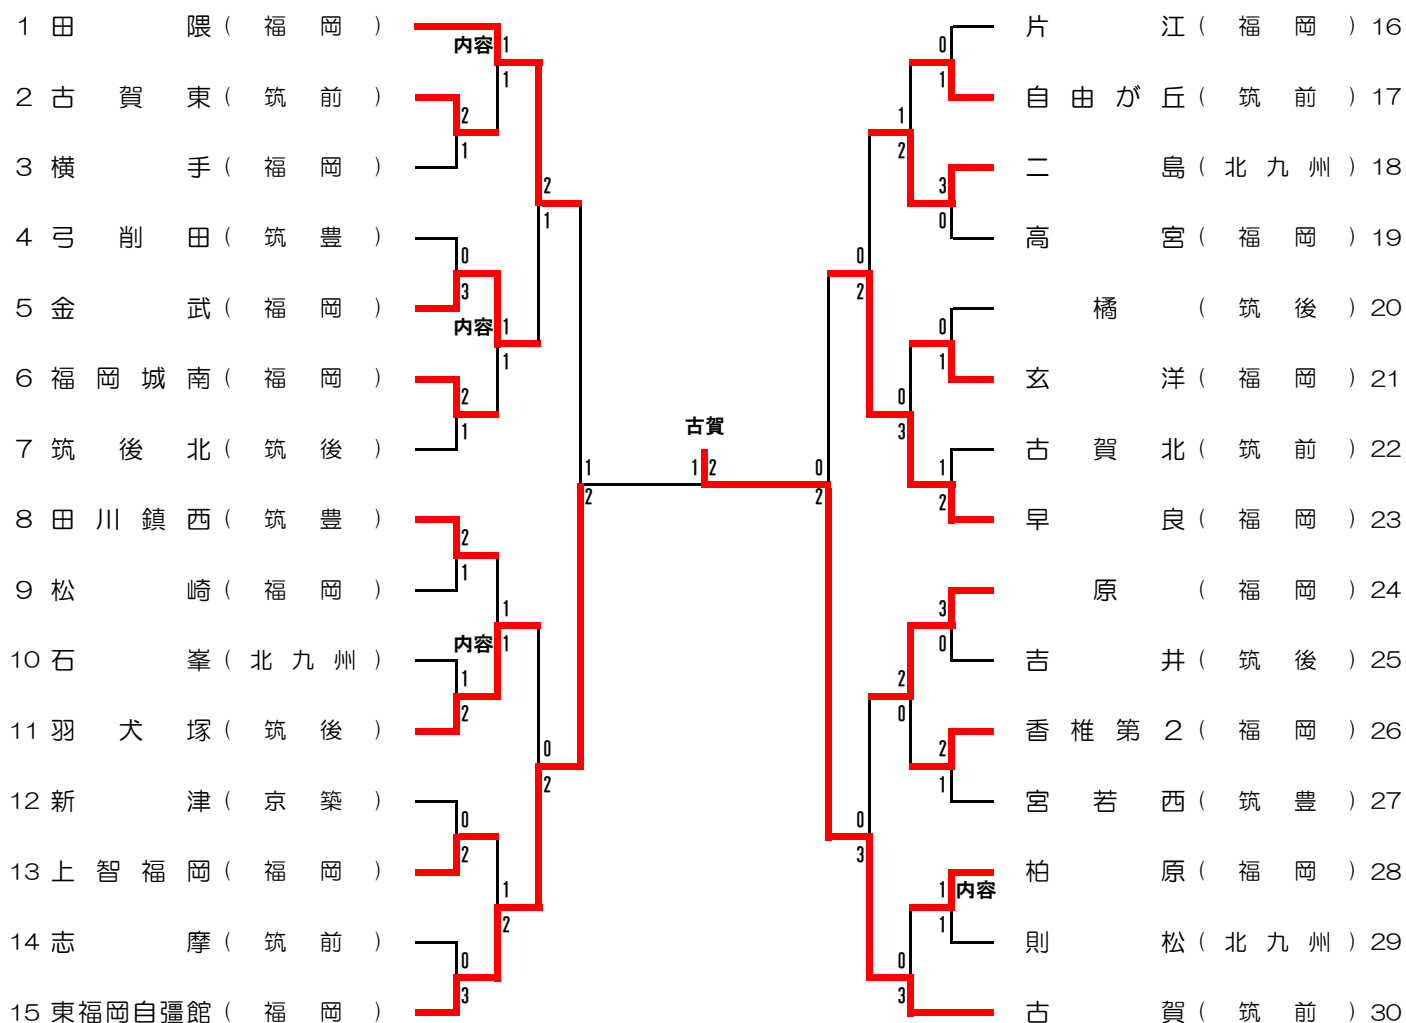 1 田隈（福岡）
内容 1
1
2 古賀東（筑前）
2
1
3 横手（福岡）
2
1
4 弓削田（筑豊）
0
3
5 金武（福岡）
内容 1
1
6 福岡城南（福岡）
2
1
7 筑後北（筑後）
1
2
8 田川鎮西（筑豊）
2
1
9 松崎（福岡）
1
内容 1
10 石峯（北九州）
1
2
11 羽犬塚（筑後）
0
2
12 新津（京築）
0
2
13 上智福岡（福岡）
1
2
14 志摩（筑前）
0
3
15 東福岡自彊館（福岡）
古賀
1 2
片江（福岡）16
0
1
自由が丘（筑前）17
1
2
二島（北九州）18
3
0
高宮（福岡）19
0
2
橘（筑後）20
0
1
玄洋（福岡）21
0
3
古賀北（筑前）22
1
2
早良（福岡）23
0
2
原（福岡）24
3
0
吉井（筑後）25
2
0
香椎第2（福岡）26
2
1
宮若西（筑豊）27
0
3
柏原（福岡）28
1 内容
1
則松（北九州）29
0
3
古賀（筑前）30